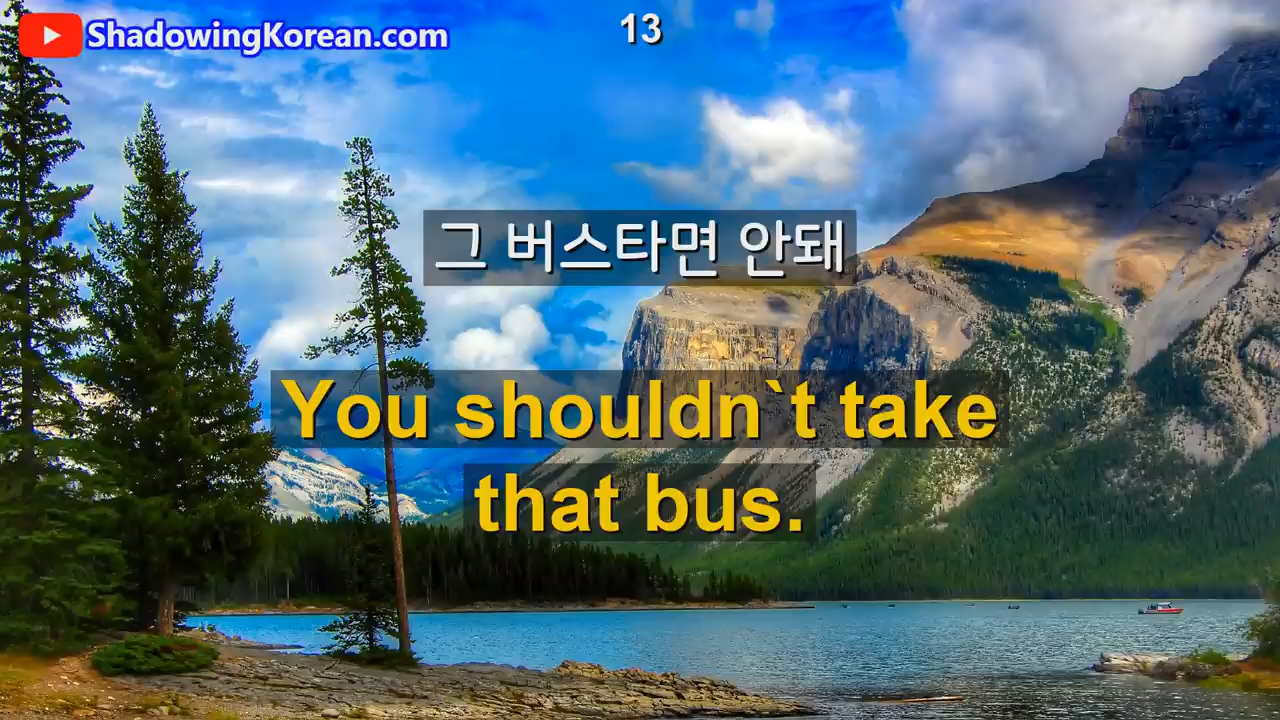 ShadowingKorean.com
13
그 버스타면 안돼
You shouldn`t take
that bus.